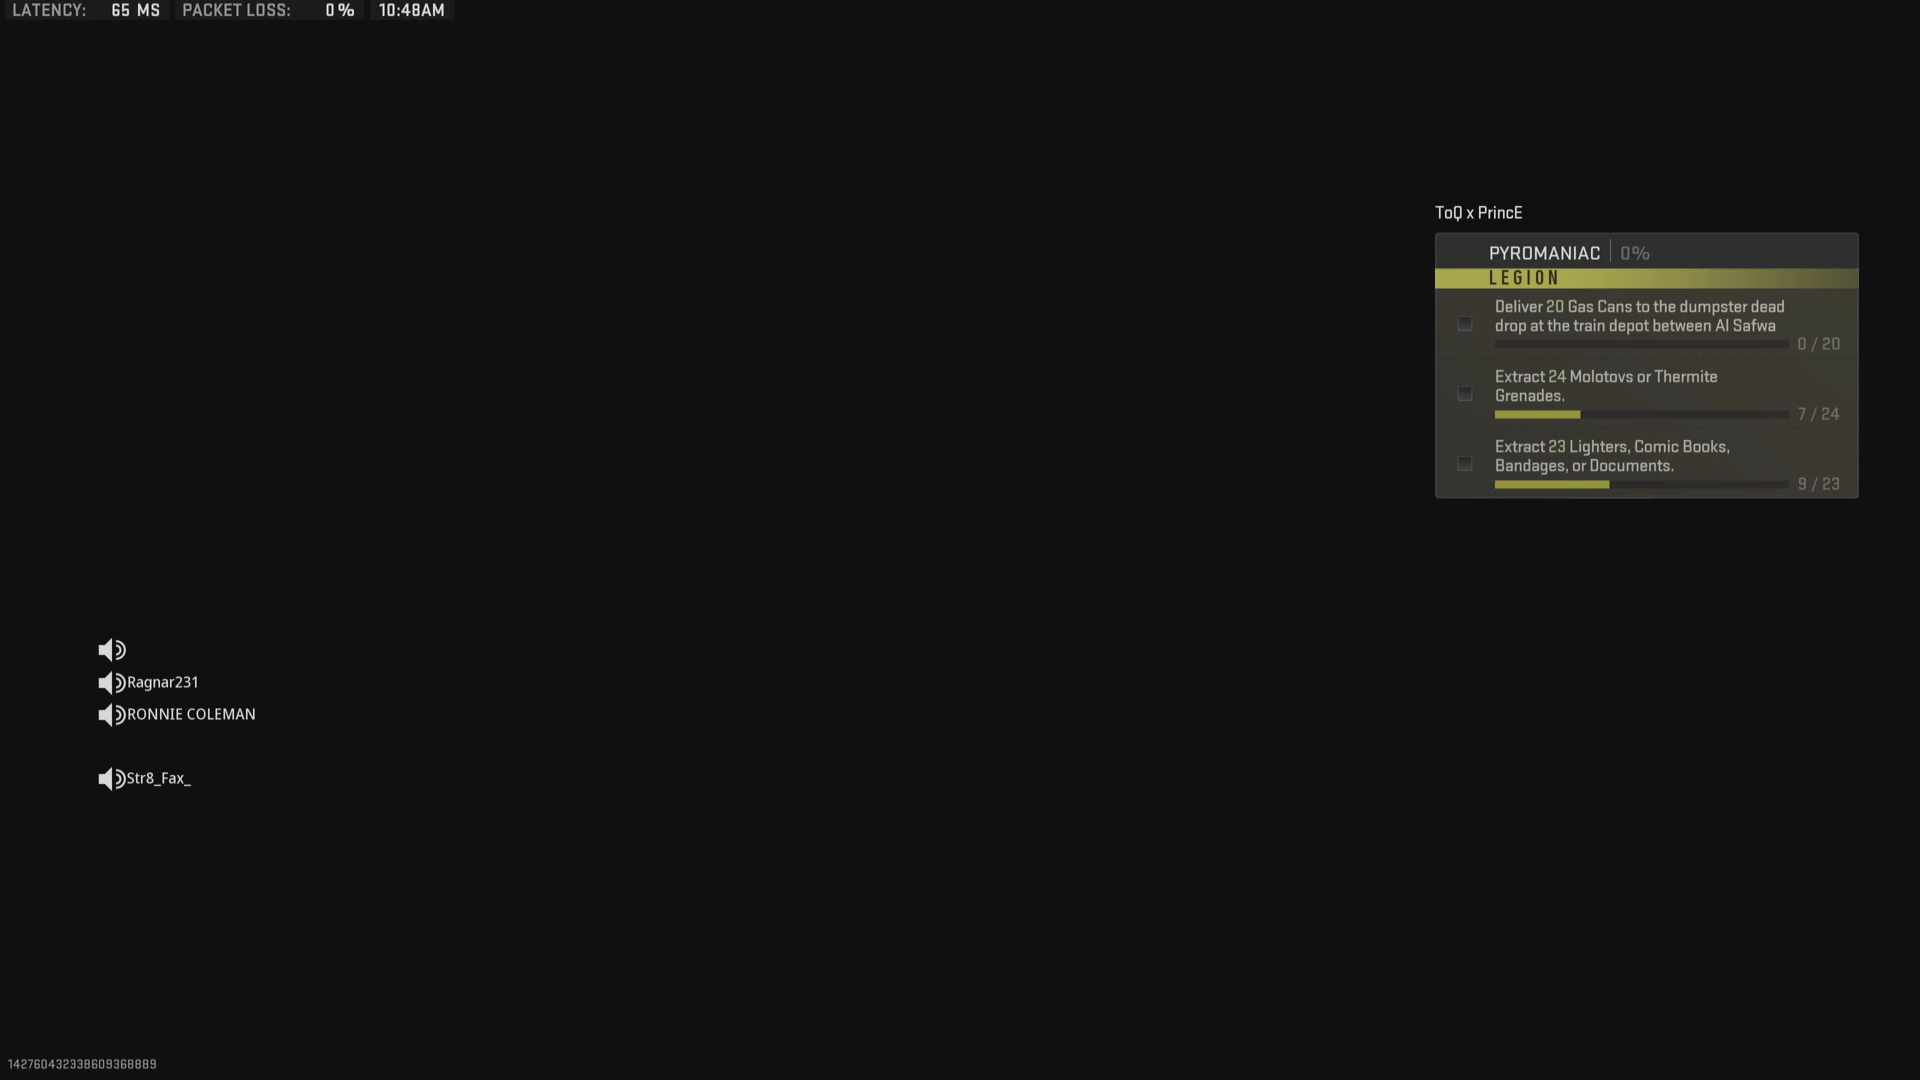 LATENCY: 65 MS PACKET LOSS: 0 % 10:48AM
ToQ x PrincE
PYROMANIAC 0%
LEGION
Deliver 20 Gas Cans to the dumpster dead
drop at the train depot between Al Safwa
0 / 20
Extract 24 Molotovs or Thermite
Grenades.
7 / 24
Extract 23 Lighters, Comic Books,
Bandages, or Documents.
9 / 23
Ragnar231
RONNIE COLEMAN
Str8_Fax_
142760432338609368889